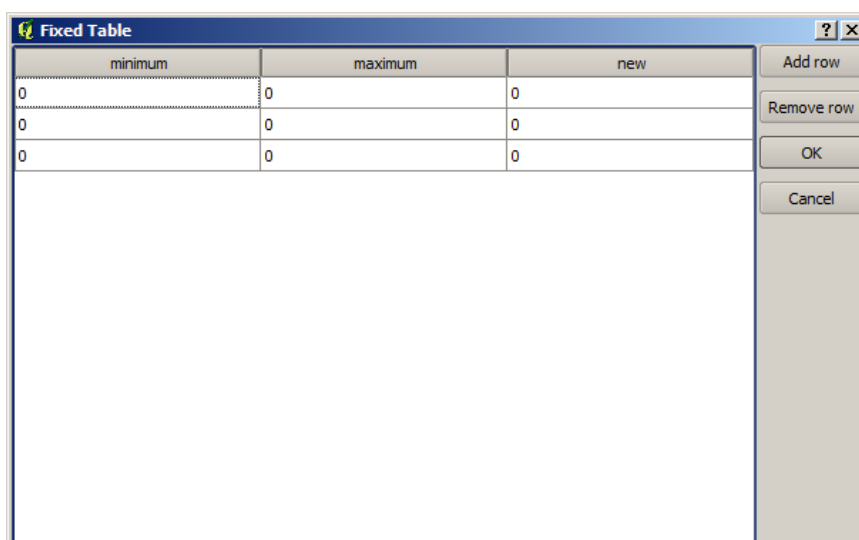 Fixed Table
minimum maximum new Add row
0 0 0
Remove row
0 0 0
0 0 0 OK
Cancel